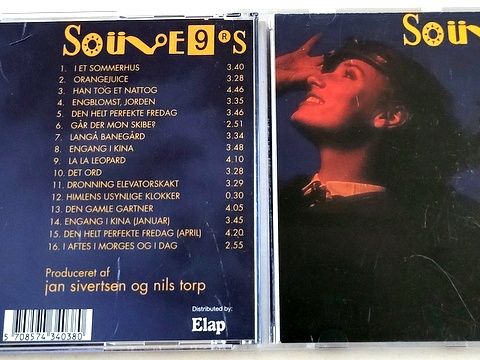 SOUVE9R'S
1. I ET SOMMERHUS 3.40
2. ORANGEJUICE 3.28
3. HAN TOG ET NATTOG 4.46
4. ENGBLOMST, JORDEN 4.35
5. DEN HELT PERFEKTE FREDAG 4.46
6. GÅR DER MON SKIBE? 2.51
7. LANGÅ BANEGÅRD 3.34
8. ENGANG I KINA 3.48
9. LA LA LEOPARD 4.10
10. DET ORD 3.28
11. DRONNING ELEVATORSKAKT 3.29
12. HIMLENS USYNLIGE KLOKKER 0.30
13. DEN GAMLE GARTNER 4.05
14. ENGANG I KINA (JANUAR) 3.45
15. DEN HELT PERFEKTE FREDAG (APRIL) 4.20
16. I AFTES I MORGES OG I DAG 2.55
Produceret af
jan sivertsen og nils torp
Distributed by:
Elap
5 708574 340380
SOUV